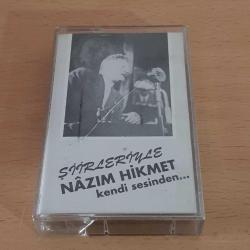 ŞİİRLERİYLE
NÂZIM HİKMET
kendi sesinden...